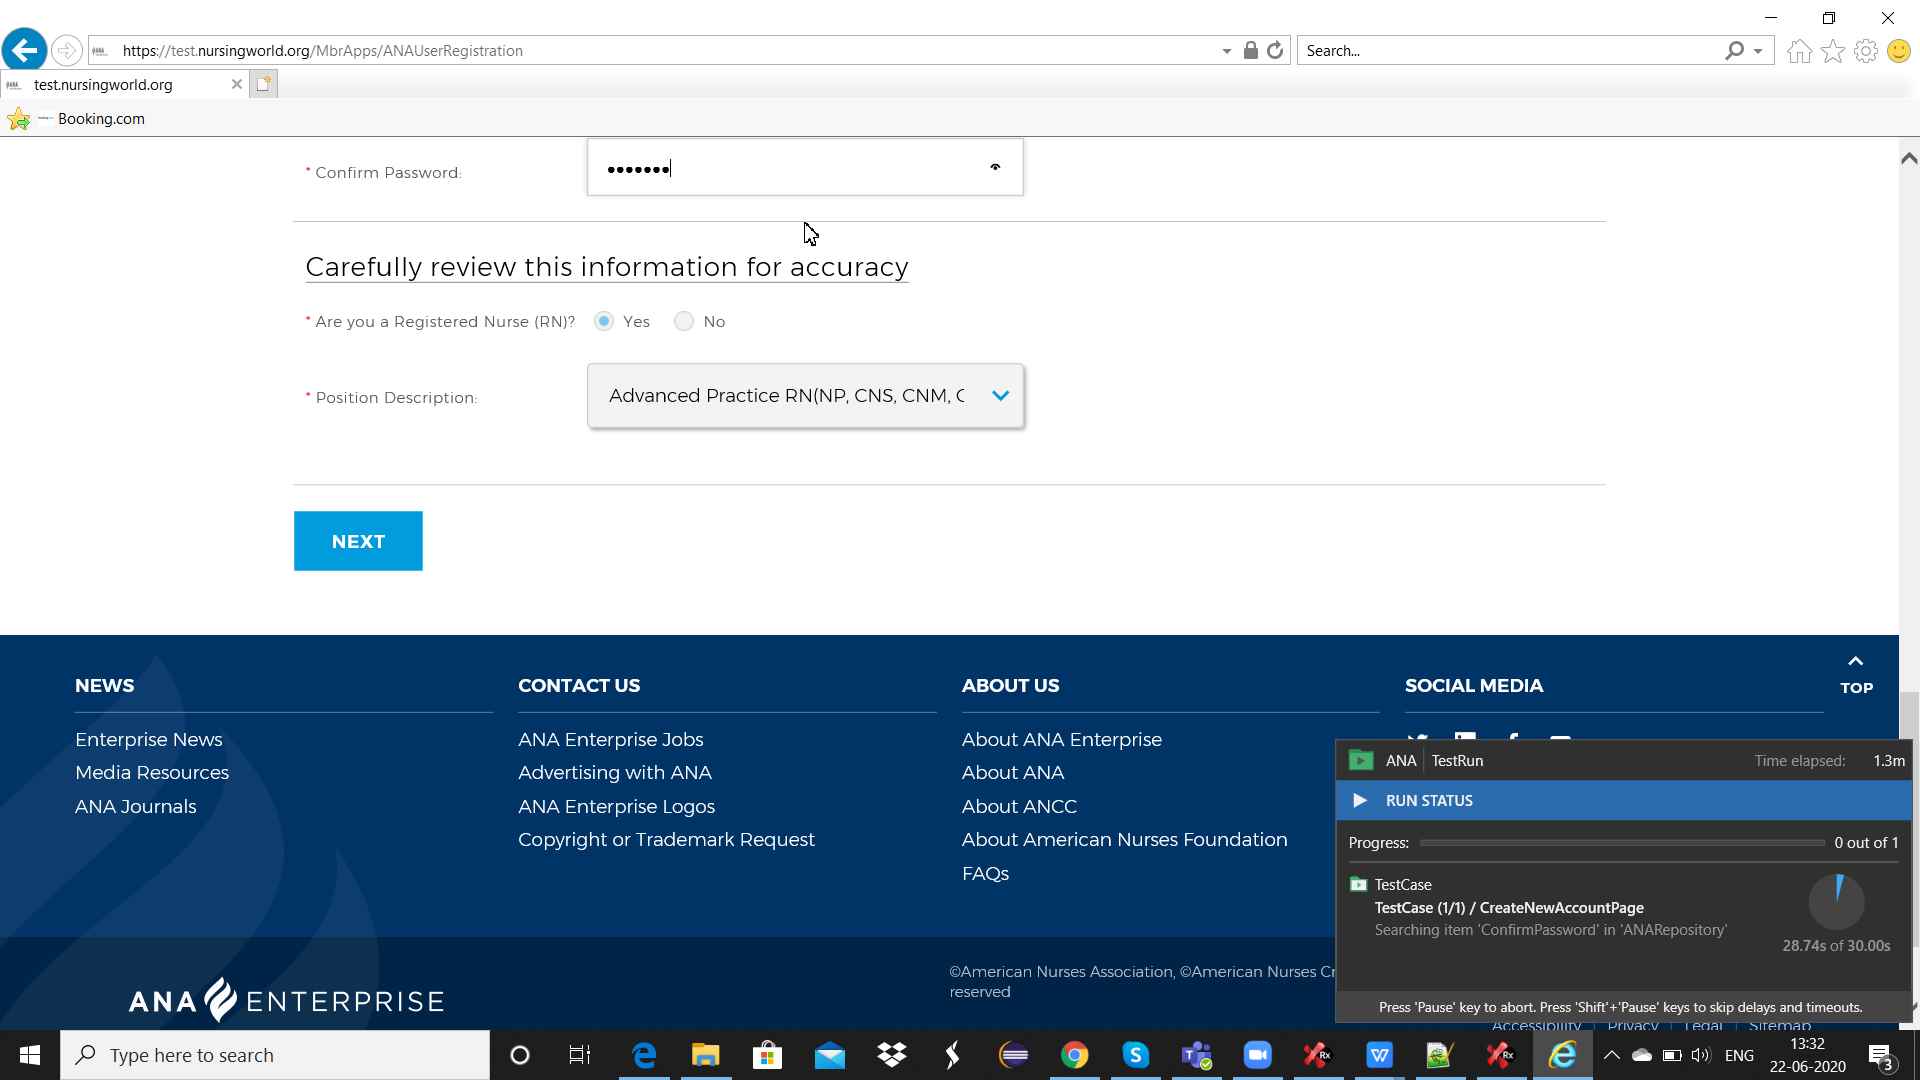 https://test.nursingworld.org/MbrApps/ANAUserRegistration
Search...
test.nursingworld.org
Booking.com
* Confirm Password:
Carefully review this information for accuracy
* Are you a Registered Nurse (RN)? Yes No
* Position Description: Advanced Practice RN(NP, CNS, CNM, C
NEXT
NEWS
Enterprise News
Media Resources
ANA Journals
CONTACT US
ANA Enterprise Jobs
Advertising with ANA
ANA Enterprise Logos
Copyright or Trademark Request
ABOUT US
About ANA Enterprise
About ANA
About ANCC
About American Nurses Foundation
FAQs
SOCIAL MEDIA
TOP
ANA TestRun Time elapsed: 1.3m
RUN STATUS
Progress: 0 out of 1
TestCase
TestCase (1/1) / CreateNewAccountPage
Searching item 'ConfirmPassword' in 'ANARepository'
28.74s of 30.00s
Press 'Pause' key to abort. Press 'Shift'+'Pause' keys to skip delays and timeouts.
ANA ENTERPRISE
©American Nurses Association, ©American Nurses Cr
reserved
Accessibility Privacy Legal Sitemap
Type here to search
ENG
13:32
22-06-2020
3